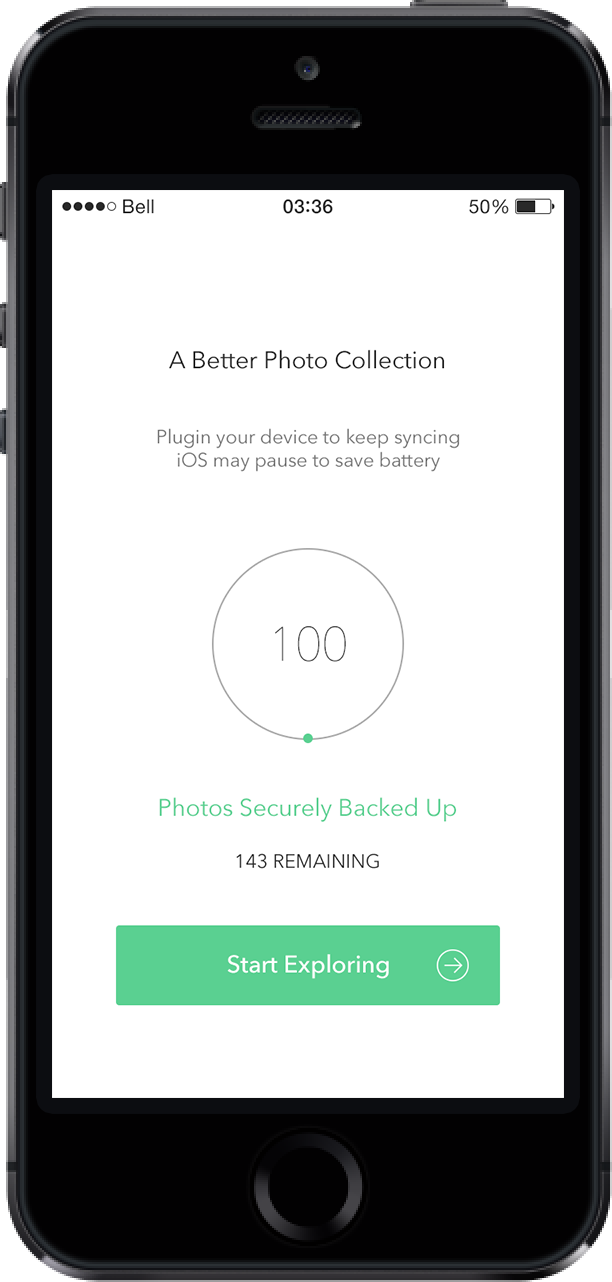 Bell 03:36 50%
A Better Photo Collection
Plugin your device to keep syncing
iOS may pause to save battery
100
Photos Securely Backed Up
143 REMAINING
Start Exploring